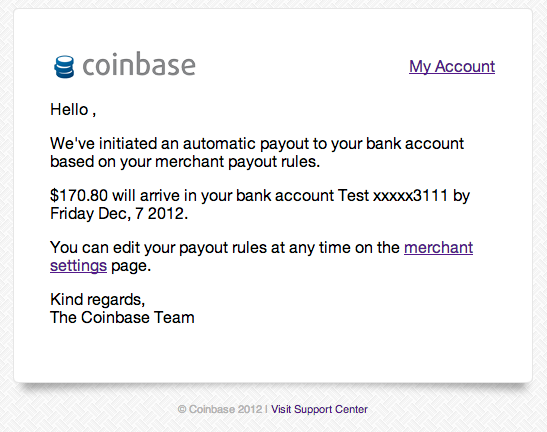 coinbase
My Account
Hello ,
We've initiated an automatic payout to your bank account
based on your merchant payout rules.
$170.80 will arrive in your bank account Test xxxxx3111 by
Friday Dec, 7 2012.
You can edit your payout rules at any time on the merchant
settings page.
Kind regards,
The Coinbase Team
© Coinbase 2012 | Visit Support Center